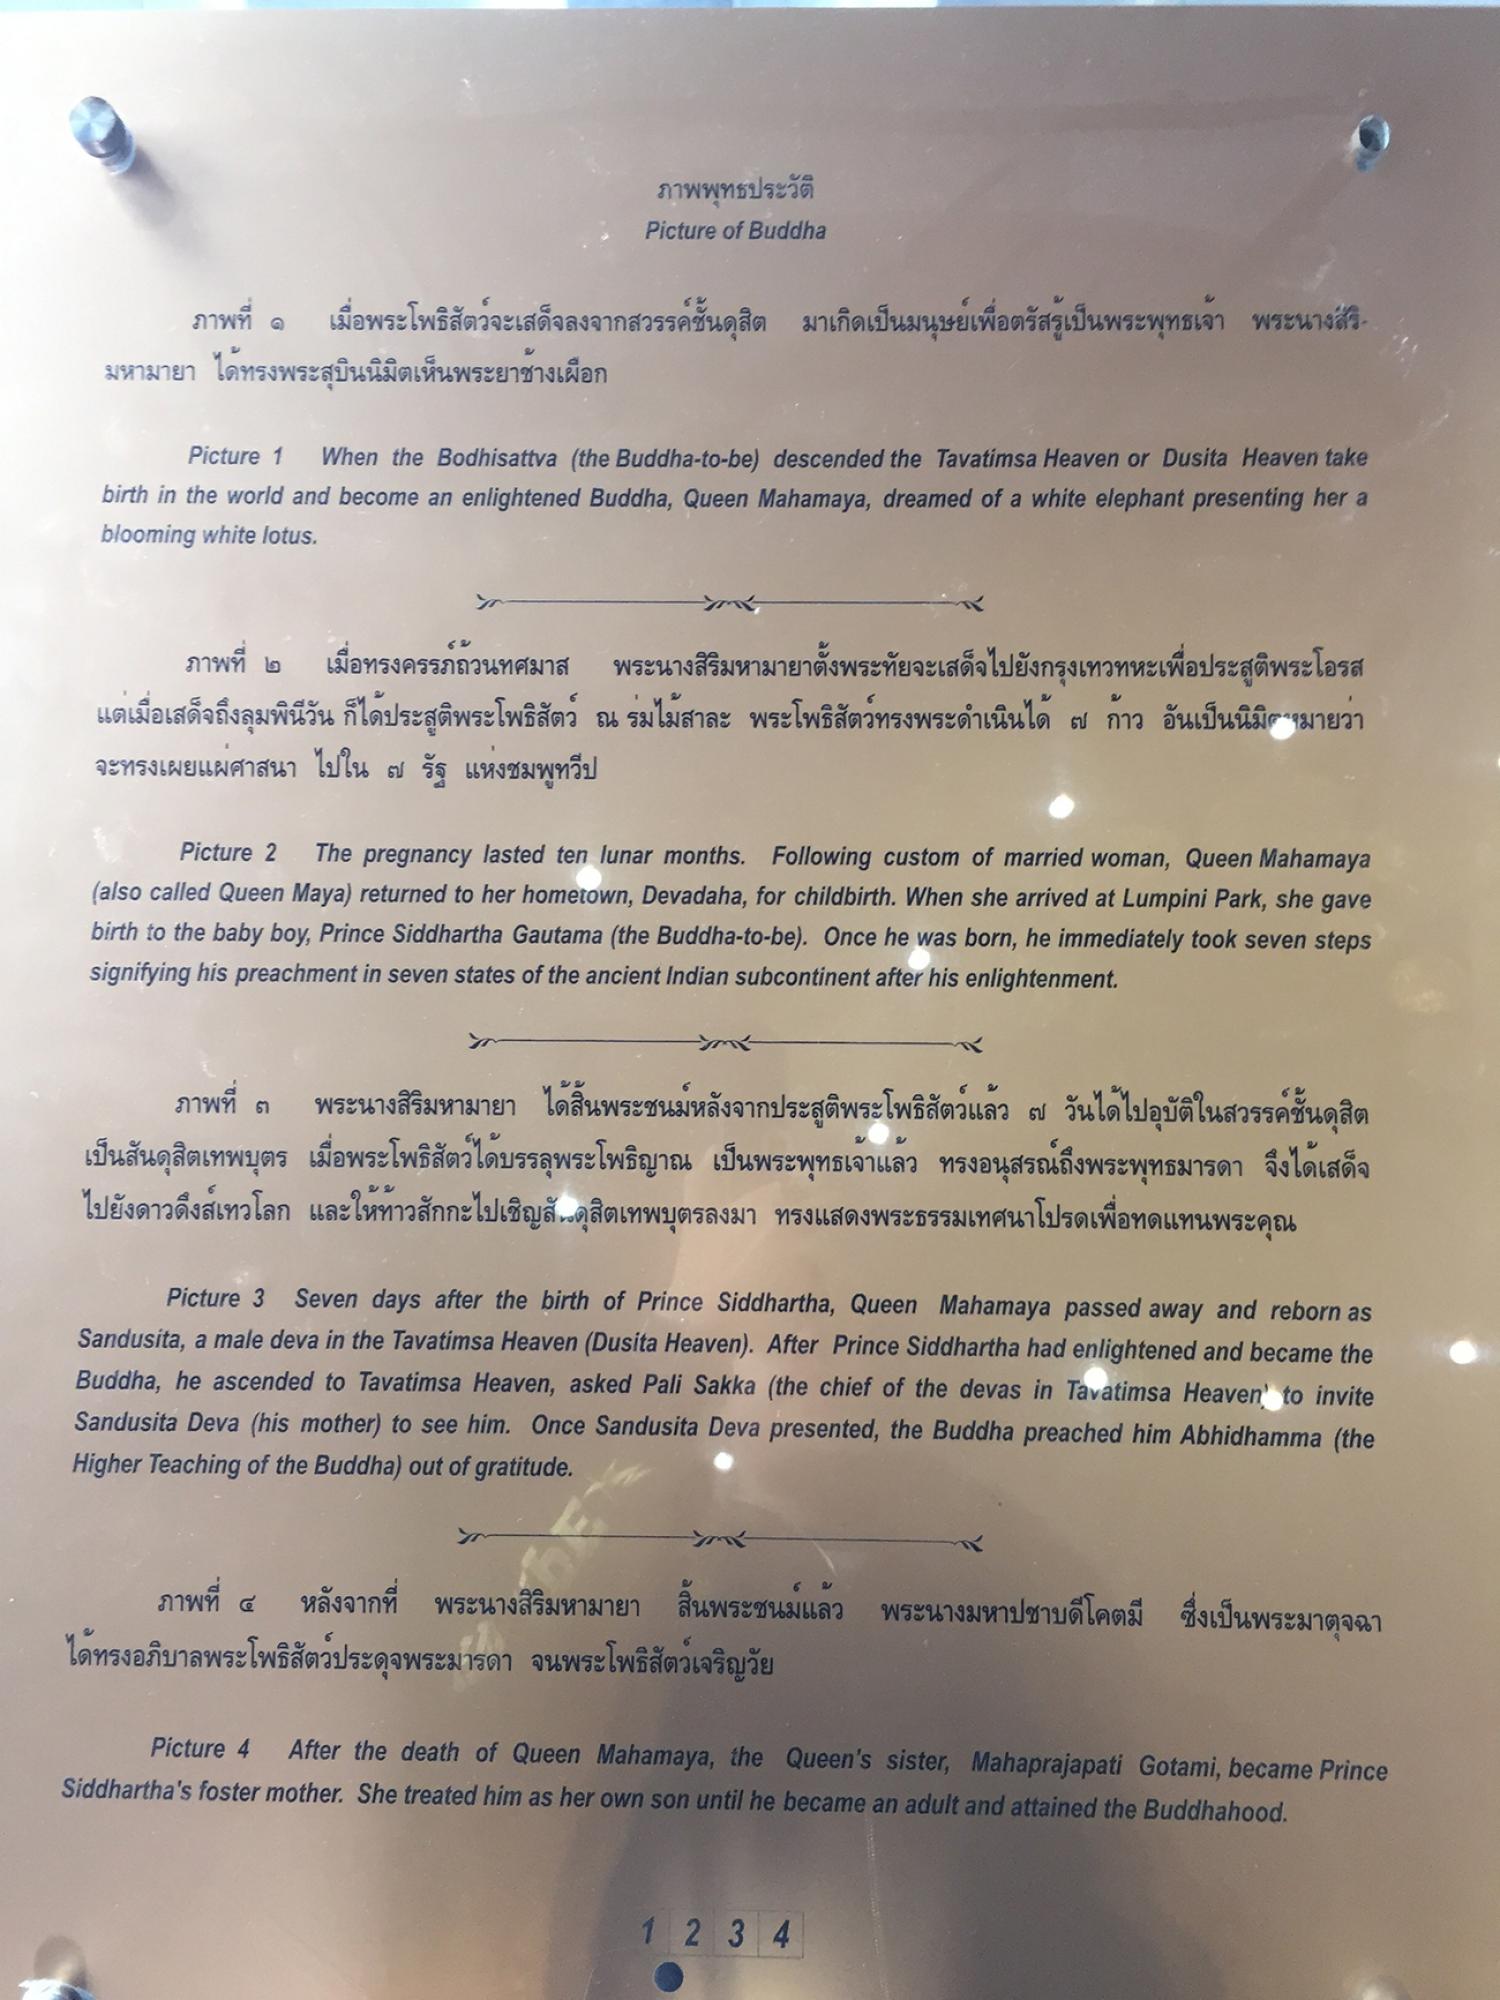 ภาพพุทธประวัติ
Picture of Buddha
ภาพที่ ๑ เมื่อพระโพธิสัตว์จะเสด็จลงจากสวรรค์ชั้นดุสิต มาเกิดเป็นมนุษย์เพื่อตรัสรู้เป็นพระพุทธเจ้า พระนางสิริ-
มหามายา ได้ทรงพระสุบินนิมิตเห็นพระยาช้างเผือก
Picture 1 When the Bodhisattva (the Buddha-to-be) descended the Tavatimsa Heaven or Dusita Heaven take
birth in the world and become an enlightened Buddha, Queen Mahamaya, dreamed of a white elephant presenting her a
blooming white lotus.
ภาพที่ ๒ เมื่อทรงครรภ์ถ้วนทศมาส พระนางสิริมหามายาตั้งพระทัยจะเสด็จไปยังกรุงเทวทหะเพื่อประสูติพระโอรส
แต่เมื่อเสด็จถึงลุมพินีวัน ก็ได้ประสูติพระโพธิสัตว์ ณ ร่มไม้สาละ พระโพธิสัตว์ทรงพระดำเนินได้ ๗ ก้าว อันเป็นนิมิตหมายว่า
จะทรงเผยแผ่ศาสนา ไปใน ๗ รัฐ แห่งชมพูทวีป
Picture 2 The pregnancy lasted ten lunar months. Following custom of married woman, Queen Mahamaya
(also called Queen Maya) returned to her hometown, Devadaha, for childbirth. When she arrived at Lumpini Park, she gave
birth to the baby boy, Prince Siddhartha Gautama (the Buddha-to-be). Once he was born, he immediately took seven steps
signifying his preachment in seven states of the ancient Indian subcontinent after his enlightenment.
ภาพที่ ๓ พระนางสิริมหามายา ได้สิ้นพระชนม์หลังจากประสูติพระโพธิสัตว์แล้ว ๗ วันได้ไปอุบัติในสวรรค์ชั้นดุสิต
เป็นสันดุสิตเทพบุตร เมื่อพระโพธิสัตว์ได้บรรลุพระโพธิญาณ เป็นพระพุทธเจ้าแล้ว ทรงอนุสรณ์ถึงพระพุทธมารดา จึงได้เสด็จ
ไปยังดาวดึงส์เทวโลก และให้ท้าวสักกะไปเชิญสันดุสิตเทพบุตรลงมา ทรงแสดงพระธรรมเทศนาโปรดเพื่อทดแทนพระคุณ
Picture 3 Seven days after the birth of Prince Siddhartha, Queen Mahamaya passed away and reborn as
Sandusita, a male deva in the Tavatimsa Heaven (Dusita Heaven). After Prince Siddhartha had enlightened and became the
Buddha, he ascended to Tavatimsa Heaven, asked Pali Sakka (the chief of the devas in Tavatimsa Heaven) to invite
Sandusita Deva (his mother) to see him. Once Sandusita Deva presented, the Buddha preached him Abhidhamma (the
Higher Teaching of the Buddha) out of gratitude.
ภาพที่ ๔ หลังจากที่ พระนางสิริมหามายา สิ้นพระชนม์แล้ว พระนางมหาปชาบดีโคตมี ซึ่งเป็นพระมาตุจฉา
ได้ทรงอภิบาลพระโพธิสัตว์ประดุจพระมารดา จนพระโพธิสัตว์เจริญวัย
Picture 4 After the death of Queen Mahamaya, the Queen's sister, Mahaprajapati Gotami, became Prince
Siddhartha's foster mother. She treated him as her own son until he became an adult and attained the Buddhahood.
1 2 3 4